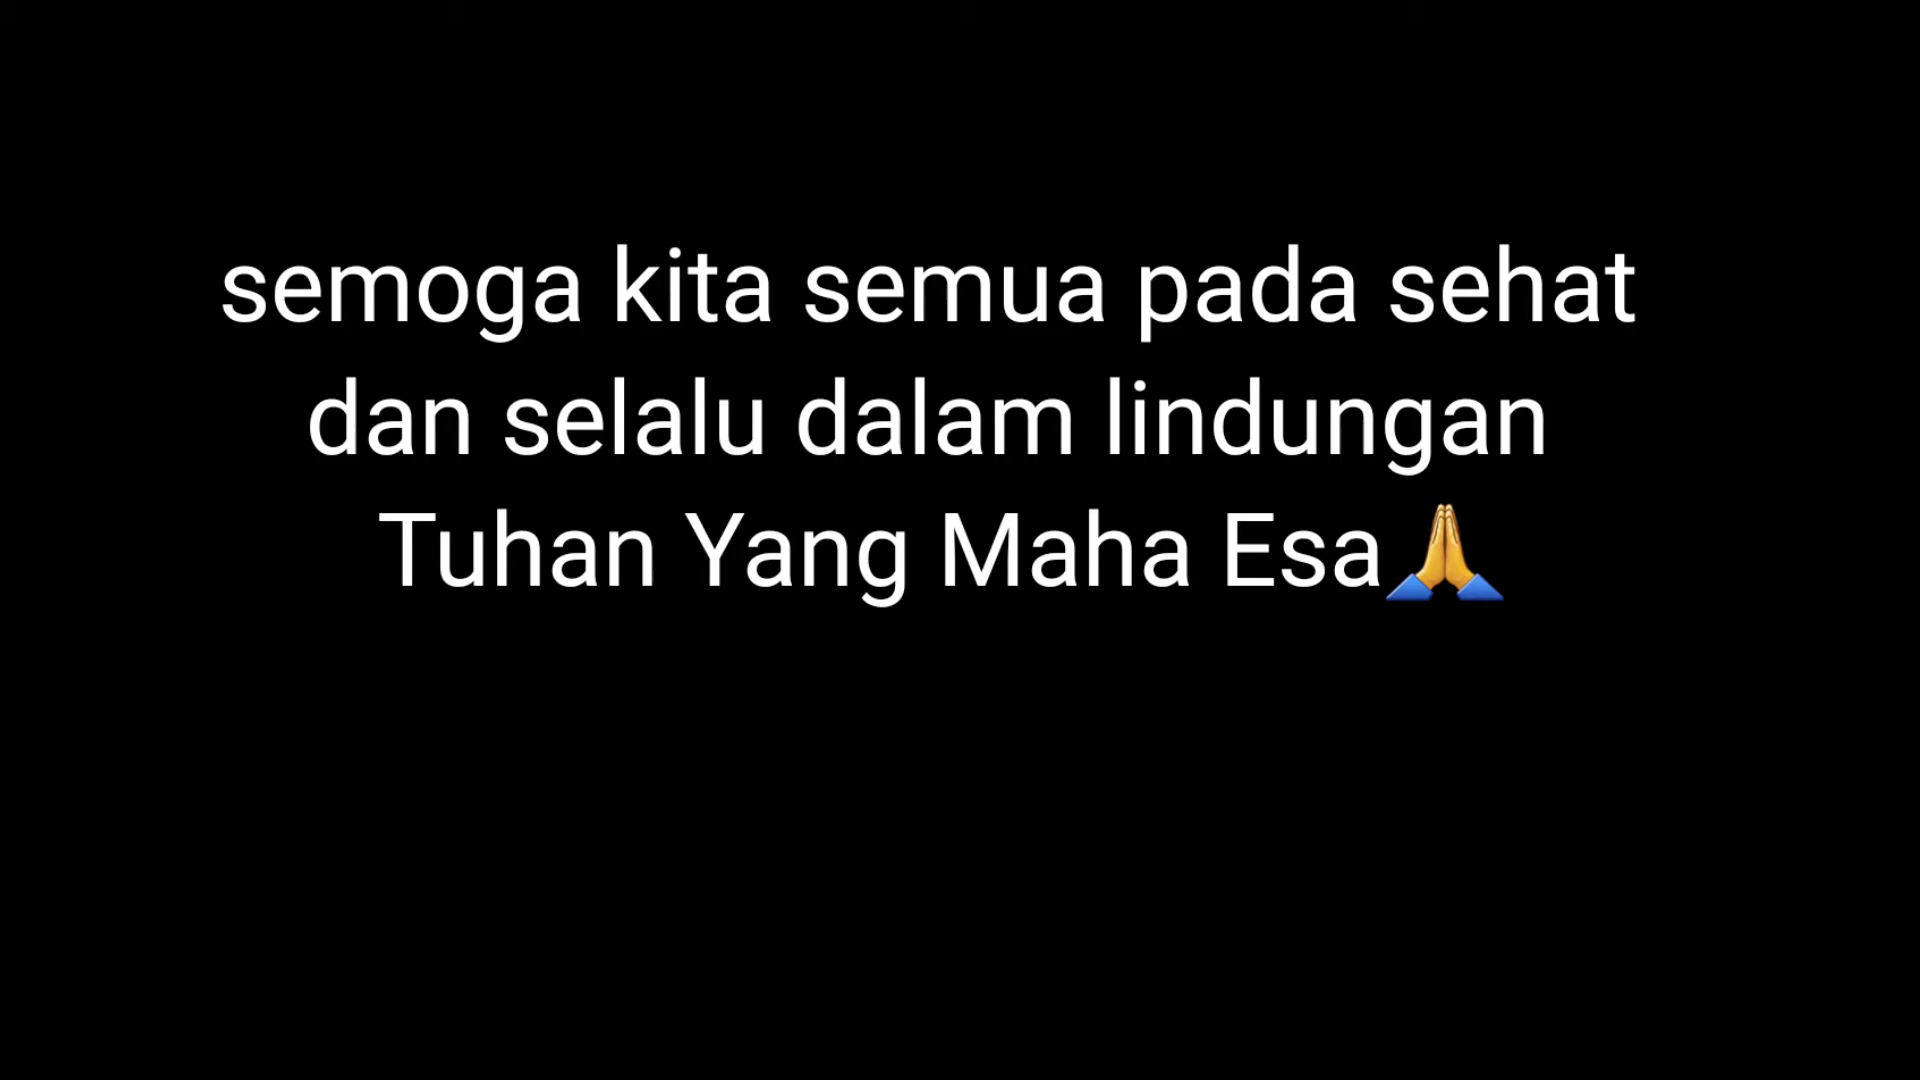 semoga kita semua pada sehat
dan selalu dalam lindungan
Tuhan Yang Maha Esa🙏